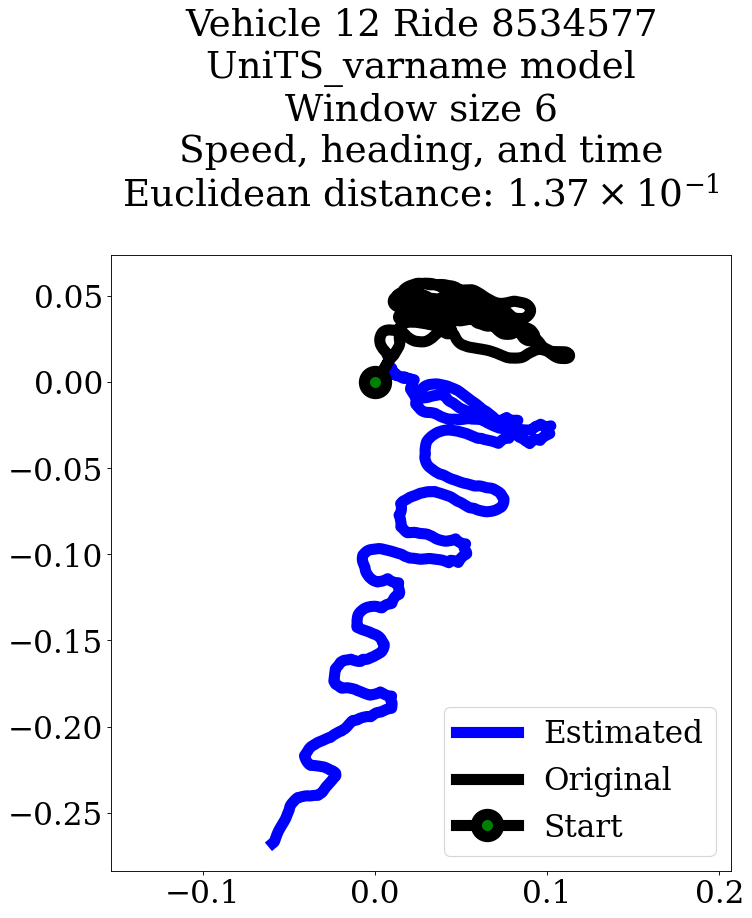 Vehicle 12 Ride 8534577
UniTS_varname model
Window size 6
Speed, heading, and time
Euclidean distance: 1.37 × 10⁻¹
0.05
0.00
−0.05
−0.10
−0.15
−0.20
−0.25
Estimated
Original
Start
−0.1
0.0
0.1
0.2